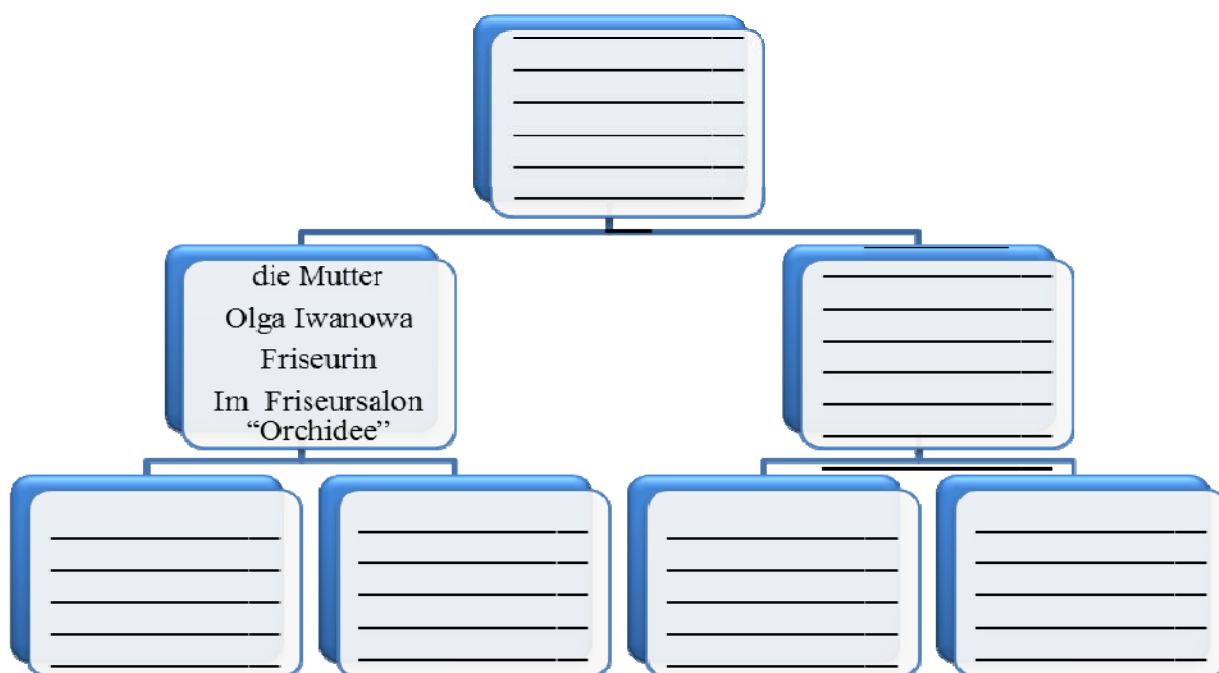 die Mutter
Olga Iwanowa
Friseurin
Im Friseursalon
“Orchidee”